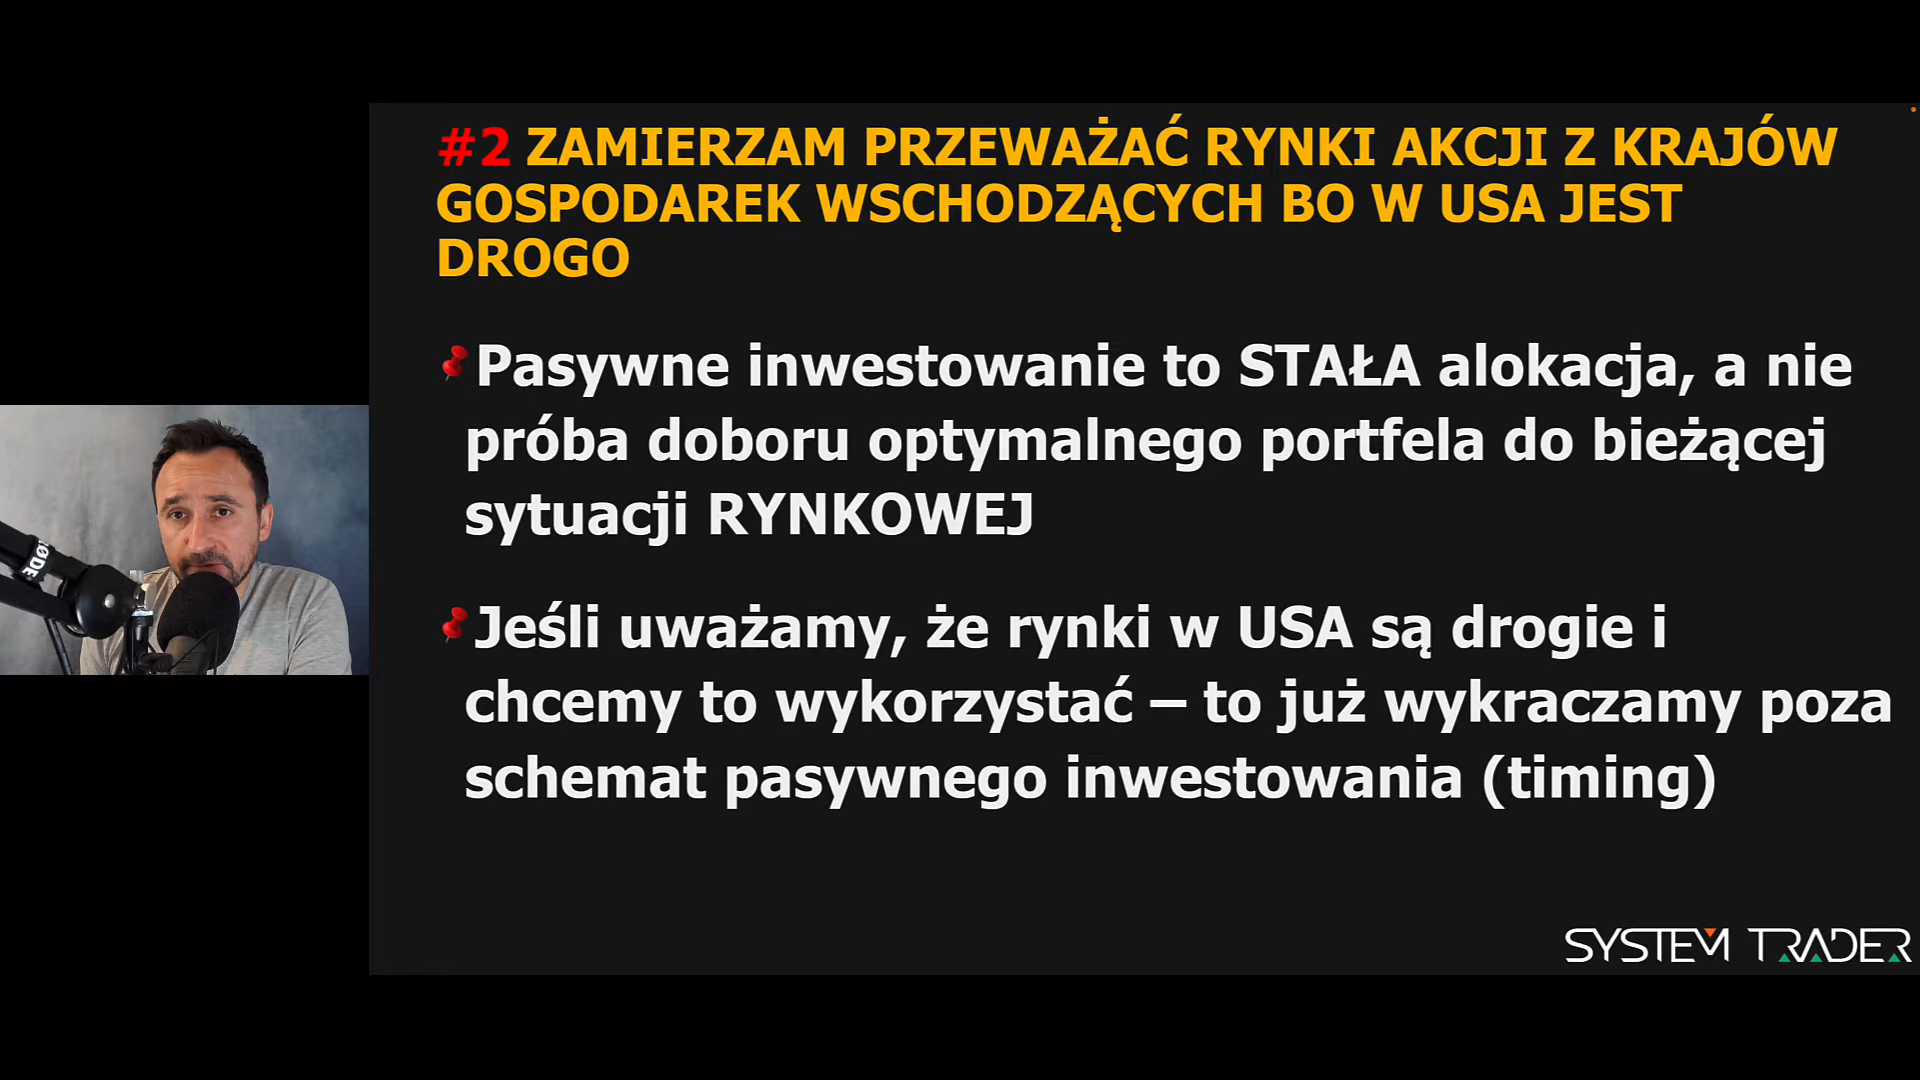 #2 ZAMIERZAM PRZEWAŻAĆ RYNKI AKCJI Z KRAJÓW
GOSPODAREK WSCHODZĄCYCH BO W USA JEST
DROGO
Pasywne inwestowanie to STAŁA alokacja, a nie
próba doboru optymalnego portfela do bieżącej
sytuacji RYNKOWEJ
Jeśli uważamy, że rynki w USA są drogie i
chcemy to wykorzystać – to już wykraczamy poza
schemat pasywnego inwestowania (timing)
RØDE
SYSTEM TRADER